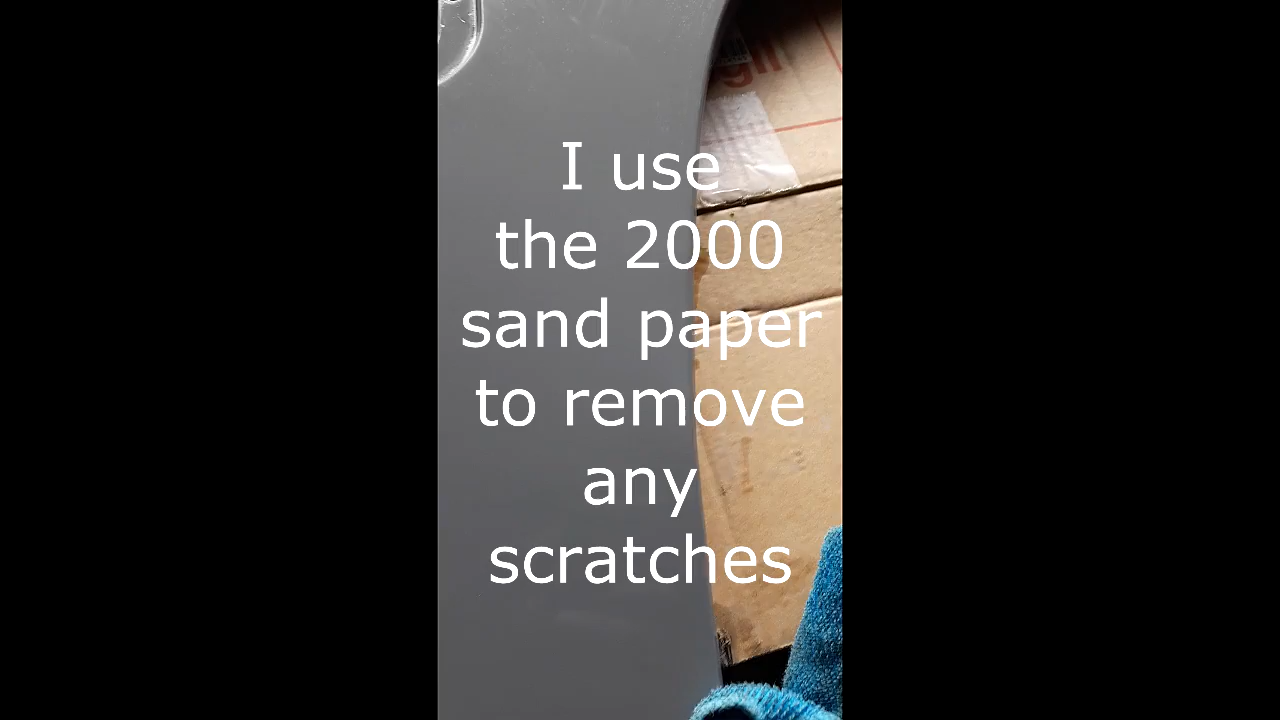 I use
the 2000
sand paper
to remove
any
scratches